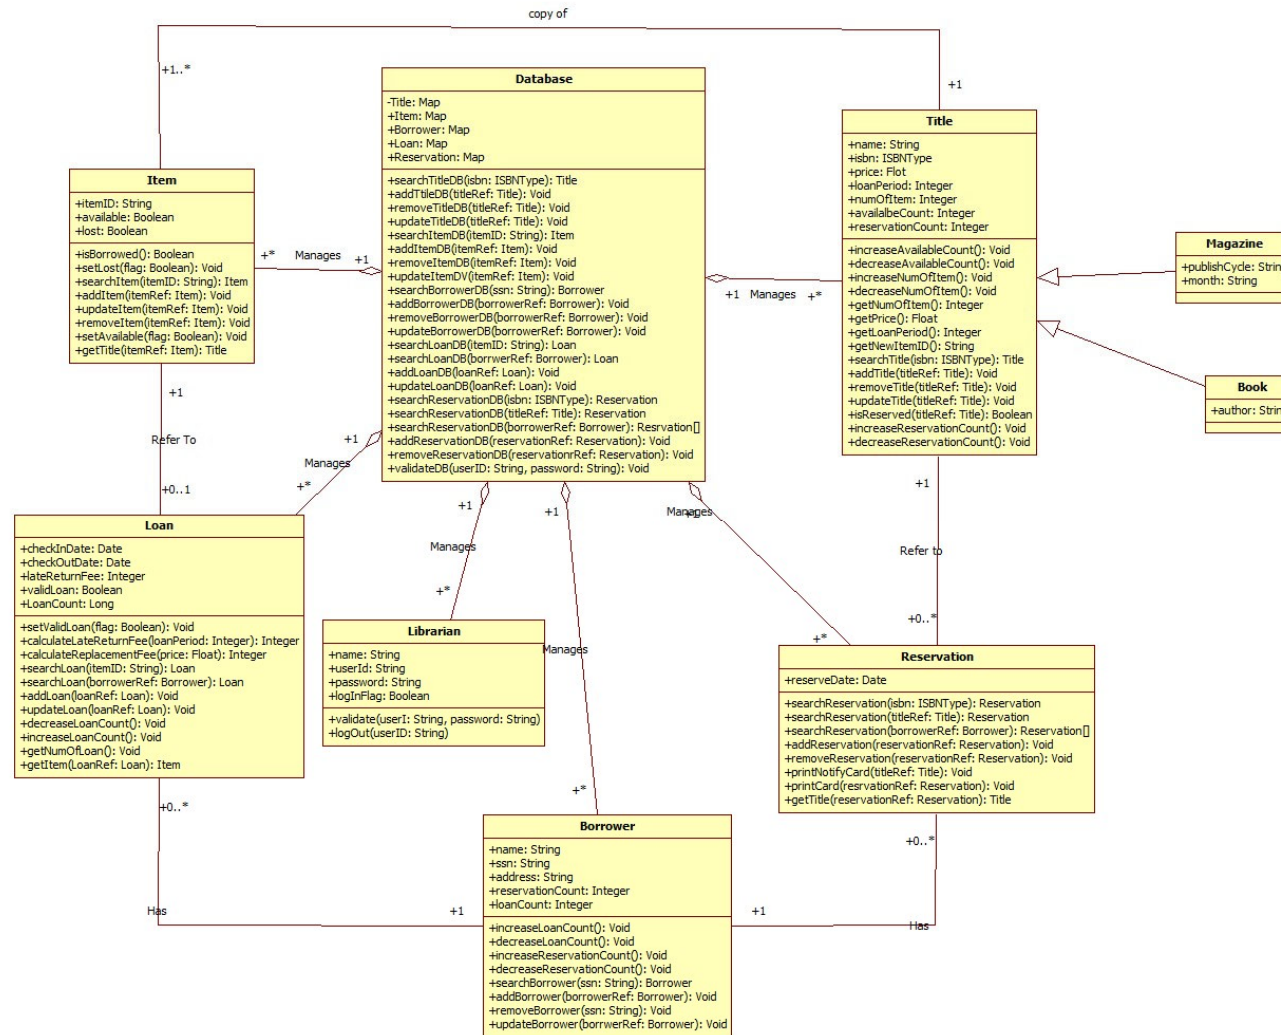 copy of
+1..*
+1
Database
-Title: Map
+Item: Map
+Borrower: Map
+Loan: Map
+Reservation: Map
+searchTitleDB(isbn: ISBNType): Title
+addTtileDB(titleRef: Title): Void
+removeTitleDB(titleRef: Title): Void
+updateTitleDB(titleRef: Title): Void
+searchItemDB(itemID: String): Item
+addItemDB(itemRef: Item): Void
+removeItemDB(itemRef: Item): Void
+updateItemDV(itemRef: Item): Void
+searchBorrowerDB(ssn: String): Borrower
+addBorrowerDB(borrowerRef: Borrower): Void
+removeBorrowerDB(borrowerRef: Borrower): Void
+updateBorrowerDB(borrowerRef: Borrower): Void
+searchLoanDB(itemID: String): Loan
+searchLoanDB(borrwerRef: Borrower): Loan
+addLoanDB(loanRef: Loan): Void
+updateLoanDB(loanRef: Loan): Void
+searchReservationDB(isbn: ISBNType): Reservation
+searchReservationDB(titleRef: Title): Reservation
+searchReservationDB(borrowerRef: Borrower): Resrvation[]
+addReservationDB(reservationRef: Reservation): Void
+removeReservationDB(reservationrRef: Reservation): Void
+validateDB(userID: String, password: String): Void
Title
+name: String
+isbn: ISBNType
+price: Flot
+loanPeriod: Integer
+numOfItem: Integer
+availalbeCount: Integer
+reservationCount: Integer
+increaseAvailableCount(): Void
+decreaseAvailableCount(): Void
+increaseNumOfItem(): Void
+decreaseNumOfItem(): Void
+getNumOfItem(): Integer
+getPrice(): Float
+getLoanPeriod(): Integer
+getNewItemID(): String
+searchTitle(isbn: ISBNType): Title
+addTitle(titleRef: Title): Void
+removeTitle(titleRef: Title): Void
+updateTitle(titleRef: Title): Void
+isReserved(titleRef: Title): Boolean
+increaseReservationCount(): Void
+decreaseReservationCount(): Void
Item
+itemID: String
+available: Boolean
+lost: Boolean
+isBorrowed(): Boolean
+setLost(flag: Boolean): Void
+searchItem(itemID: String): Item
+addItem(itemRef: Item): Void
+updateItem(itemRef: Item): Void
+removeItem(itemRef: Item): Void
+setAvailable(flag: Boolean): Void
+getTitle(itemRef: Item): Title
+* Manages +1
+1 Manages +*
Magazine
+publishCycle: Strin
+month: String
Book
+author: Strin
+1
Refer To
+0..1
+1
Manages
+*
+1
Manages
+*
+1
Manages
+*
Manages
+1
+*
+1
Refer to
+0..*
Loan
+checkInDate: Date
+checkOutDate: Date
+lateReturnFee: Integer
+validLoan: Boolean
+LoanCount: Long
+setValidLoan(flag: Boolean): Void
+calculateLateReturnFee(loanPeriod: Integer): Integer
+calculateReplacementFee(price: Float): Integer
+searchLoan(itemID: String): Loan
+searchLoan(borrowerRef: Borrower): Loan
+addLoan(loanRef: Loan): Void
+updateLoan(loanRef: Loan): Void
+decreaseLoanCount(): Void
+increaseLoanCount(): Void
+getNumOfLoan(): Void
+getItem(LoanRef: Loan): Item
Librarian
+name: String
+userId: String
+password: String
+logInFlag: Boolean
+validate(userI: String, password: String)
+logOut(userID: String)
Reservation
+reserveDate: Date
+searchReservation(isbn: ISBNType): Reservation
+searchReservation(titleRef: Title): Reservation
+searchReservation(borrowerRef: Borrower): Reservation[]
+addReservation(reservationRef: Reservation): Void
+removeReservation(reservationRef: Reservation): Void
+printNotifyCard(titleRef: Title): Void
+printCard(resrvationRef: Reservation): Void
+getTitle(reservationRef: Reservation): Title
+0..*
Has
+1
+0..*
Has
+1
Borrower
+name: String
+ssn: String
+address: String
+reservationCount: Integer
+loanCount: Integer
+increaseLoanCount(): Void
+decreaseLoanCount(): Void
+increaseReservationCount(): Void
+decreaseReservationCount(): Void
+searchBorrower(ssn: String): Borrower
+addBorrower(borrowerRef: Borrower): Void
+removeBorrower(ssn: String): Void
+updateBorrower(borrwerRef: Borrower): Void